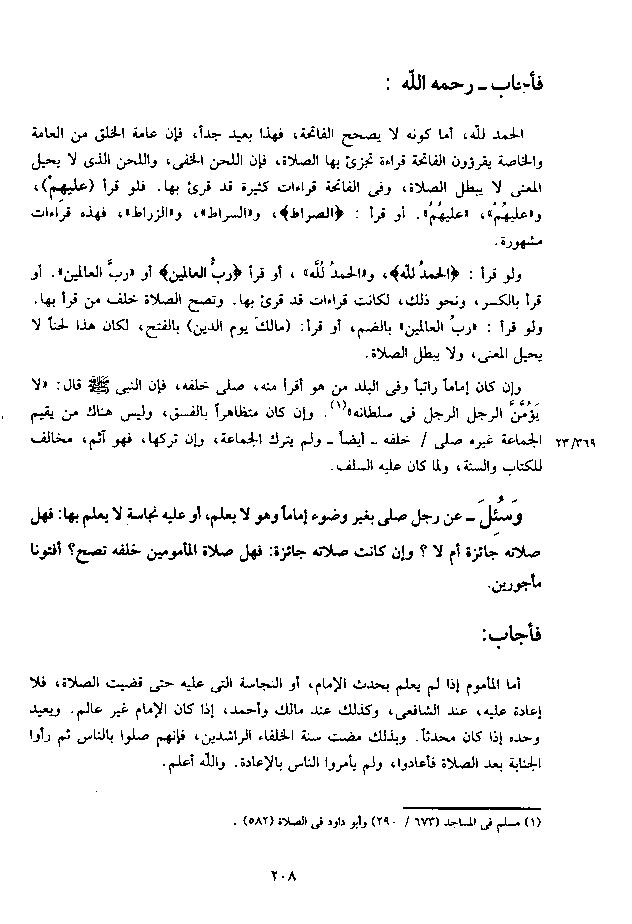 فأجاب ـ رحمه الله :
الحمد لله، أما كونه لا يصحح الفاتحة، فهذا بعيد جداً، فإن عامة الخلق من العامة
والخاصة يقرؤون الفاتحة قراءة تجزئ بها الصلاة، فإن اللحن الخفى، واللحن الذى لا يحيل
المعنى لا يبطل الصلاة، وفى الفاتحة قراءات كثيرة قد قرئ بها. فلو قرأ (عليهِمْ)،
و«عليهُمْ»، «عليهُمُ». أو قرأ : ﴿الصراط﴾، و«السراط»، و«الزراط»، فهذه قراءات
مشهورة.
ولو قرأ : ﴿الحمدُ لله﴾، و«الحمدُ لُلَّه» ، أو قرأ ﴿ربُّ العالمين﴾ أو «ربَّ العالمين». أو
قرأ بالكسر، ونحو ذلك، لكانت قراءات قد قرئ بها. وتصح الصلاة خلف من قرأ بها.
ولو قرأ : «ربُ العالمين» بالضم، أو قرأ: (مالكَ يوم الدين) بالفتح، لكان هذا لحناً لا
يحيل المعنى، ولا يبطل الصلاة.
وإن كان إماماً راتباً وفى البلد من هو أقرأ منه، صلى خلفه، فإن النبى ﷺ قال: «لا
يَؤُمَّنَّ الرجل الرجل فى سلطانه»(١). وإن كان متظاهراً بالفسق، وليس هناك من يقيم
٢٣/٣٦٩ الجماعة غيره صلى / خلفه ـ أيضاً ـ ولم يترك الجماعة، وإن تركها، فهو آثم، مخالف
للكتاب والسنة، ولما كان عليه السلف.
وَسُئِلَ ـ عن رجل صلى بغير وضوء إماماً وهو لا يعلم، أو عليه نجاسة لا يعلم بها: فهل
صلاته جائزة أم لا ؟ وإن كانت صلاته جائزة: فهل صلاة المأمومين خلفه تصح؟ أفتونا
مأجورين.
فأجاب:
أما المأموم إذا لم يعلم بحدث الإمام، أو النجاسة التى عليه حتى قضيت الصلاة، فلا
إعادة عليه، عند الشافعى، وكذلك عند مالك وأحمد، إذا كان الإمام غير عالم. ويعيد
وحده إذا كان محدثاً. وبذلك مضت سنة الخلفاء الراشدين، فإنهم صلوا بالناس ثم رأوا
الجنابة بعد الصلاة فأعادوا، ولم يأمروا الناس بالإعادة. والله أعلم.
(١) مسلم فى المساجد (٦٧٣ / ٢٩٠) وأبو داود فى الصلاة (٥٨٢) .
٢٠٨